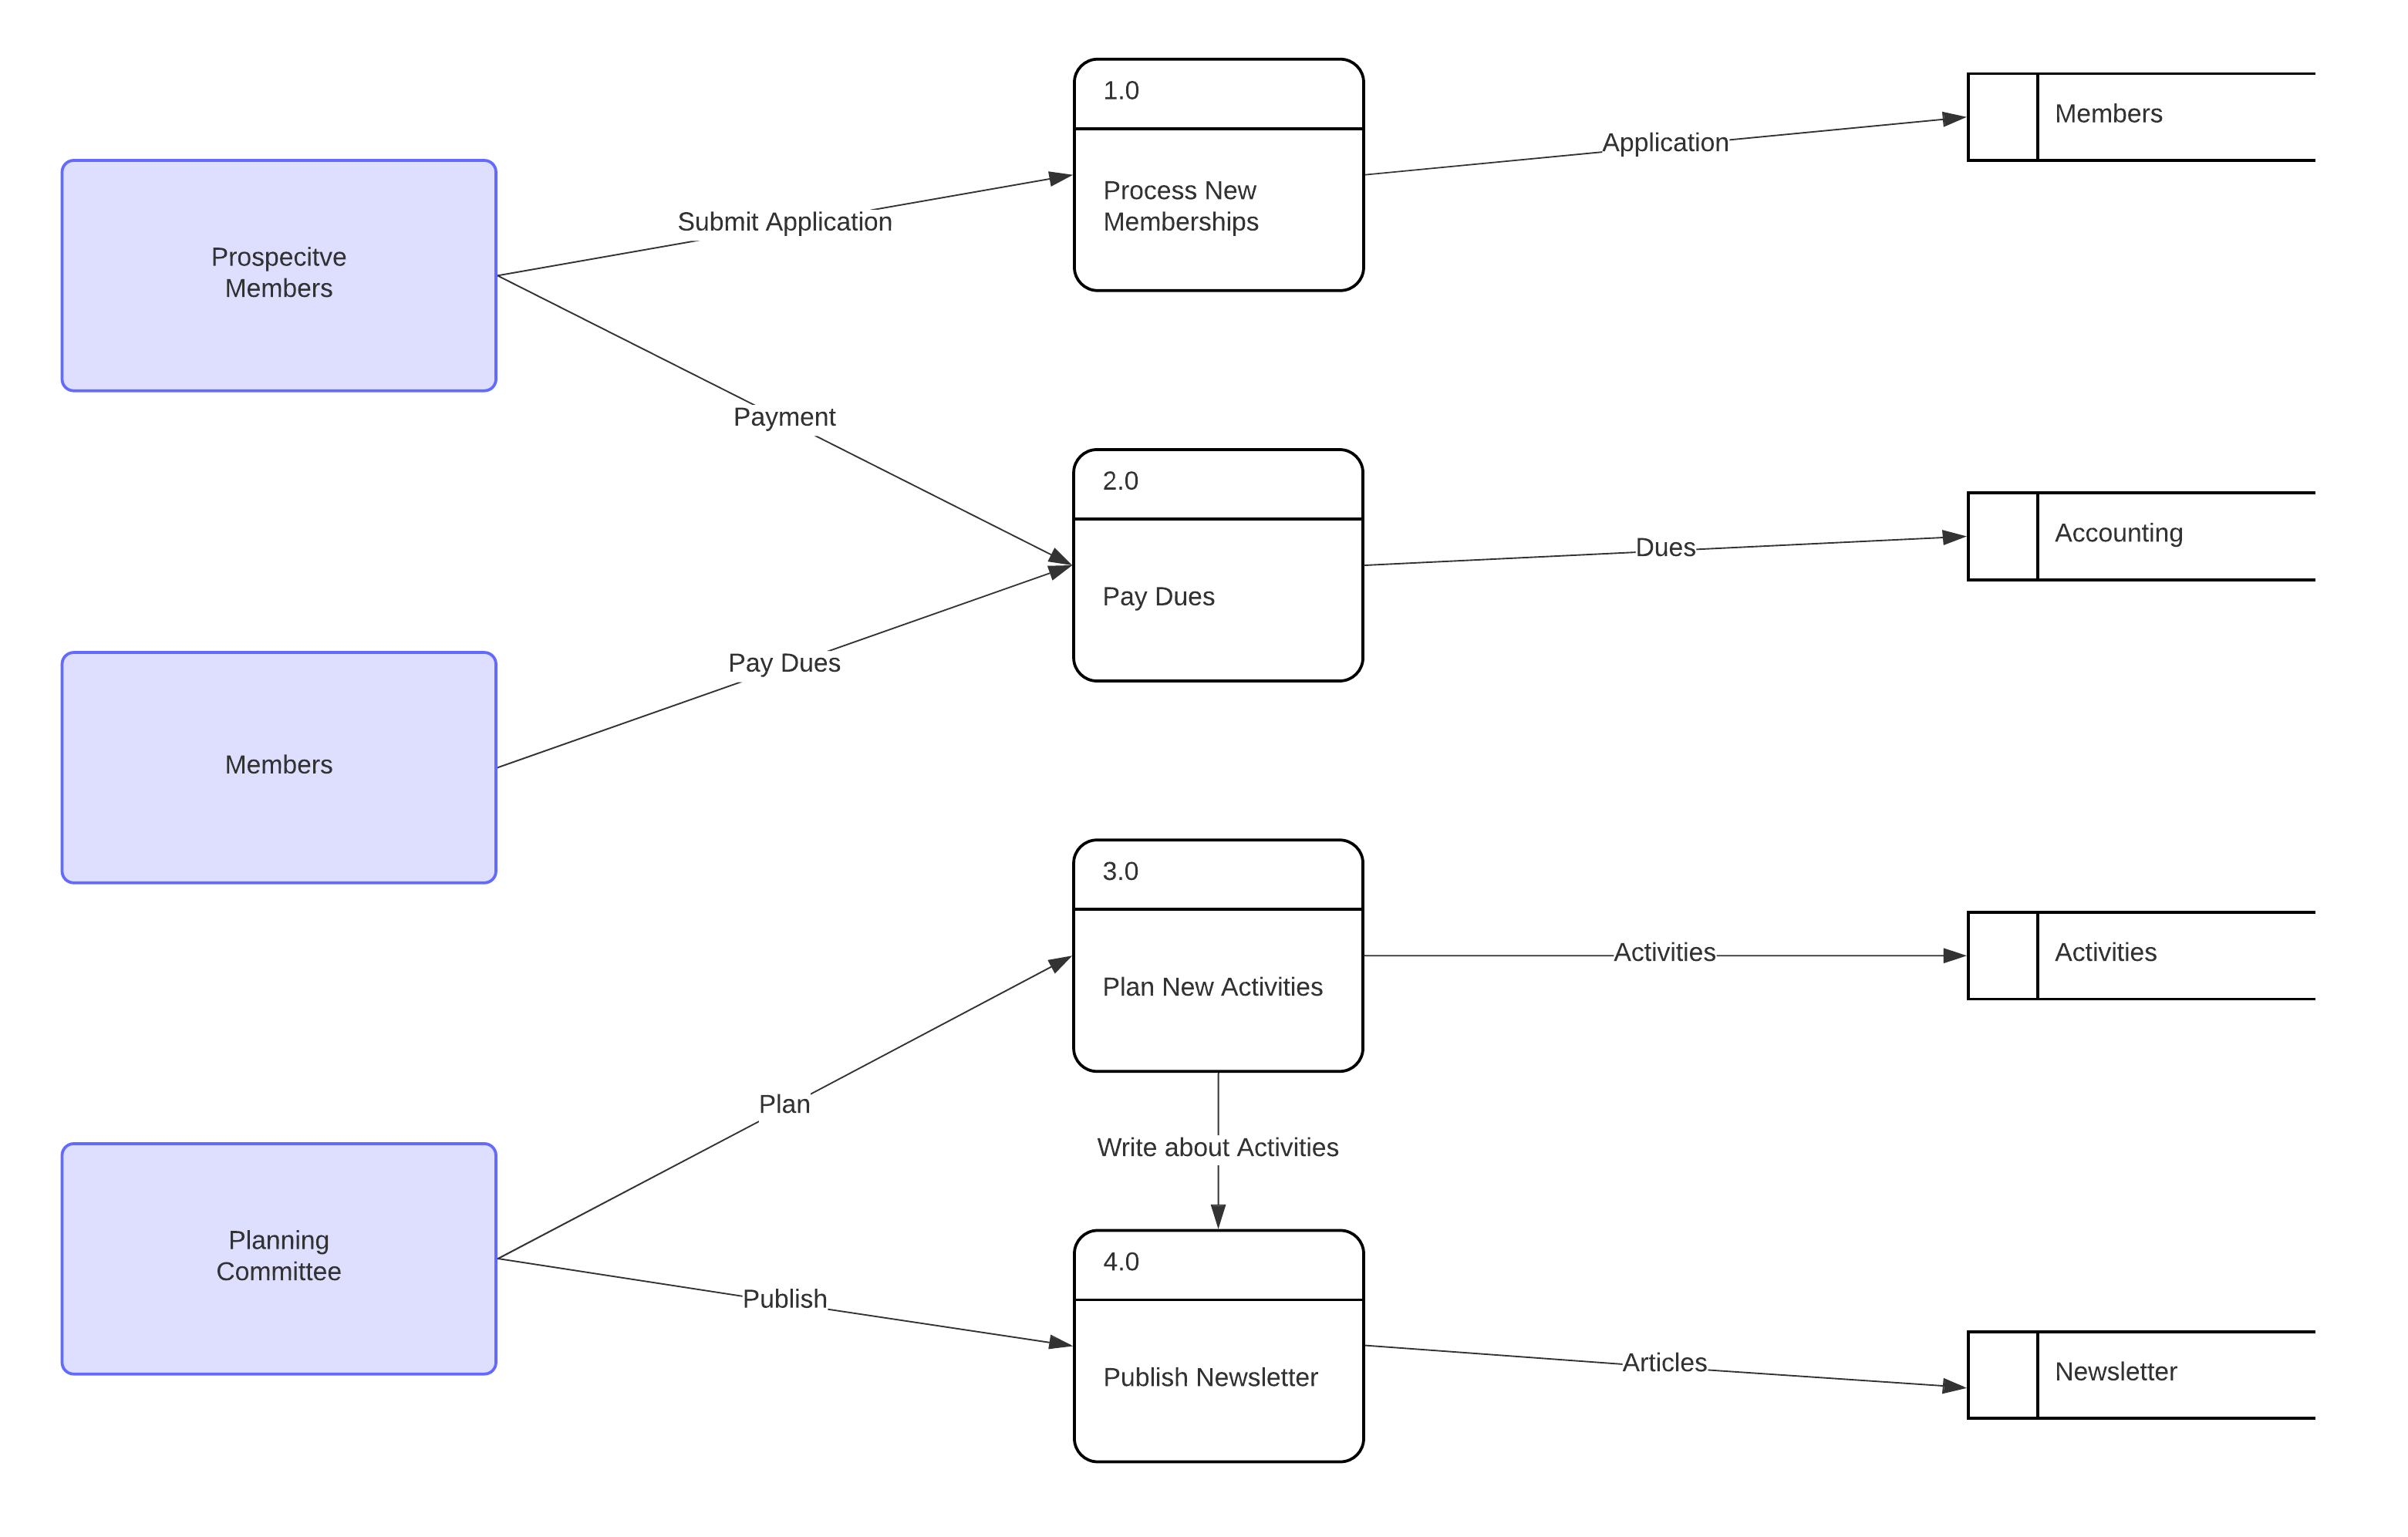 1.0
Members
Application
Process New
Memberships
Submit Application
Prospecitve
Members
Payment
2.0
Accounting
Dues
Pay Dues
Pay Dues
Members
3.0
Activities
Activities
Plan New Activities
Plan
Write about Activities
Planning
Committee
4.0
Publish
Articles
Newsletter
Publish Newsletter